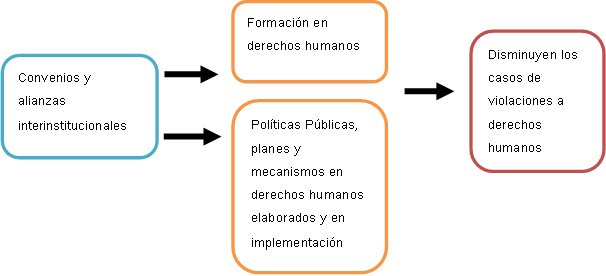 Convenios y
alianzas
interinstitucionales
Formación en
derechos humanos
Políticas Públicas,
planes y
mecanismos en
derechos humanos
elaborados y en
implementación
Disminuyen los
casos de
violaciones a
derechos
humanos